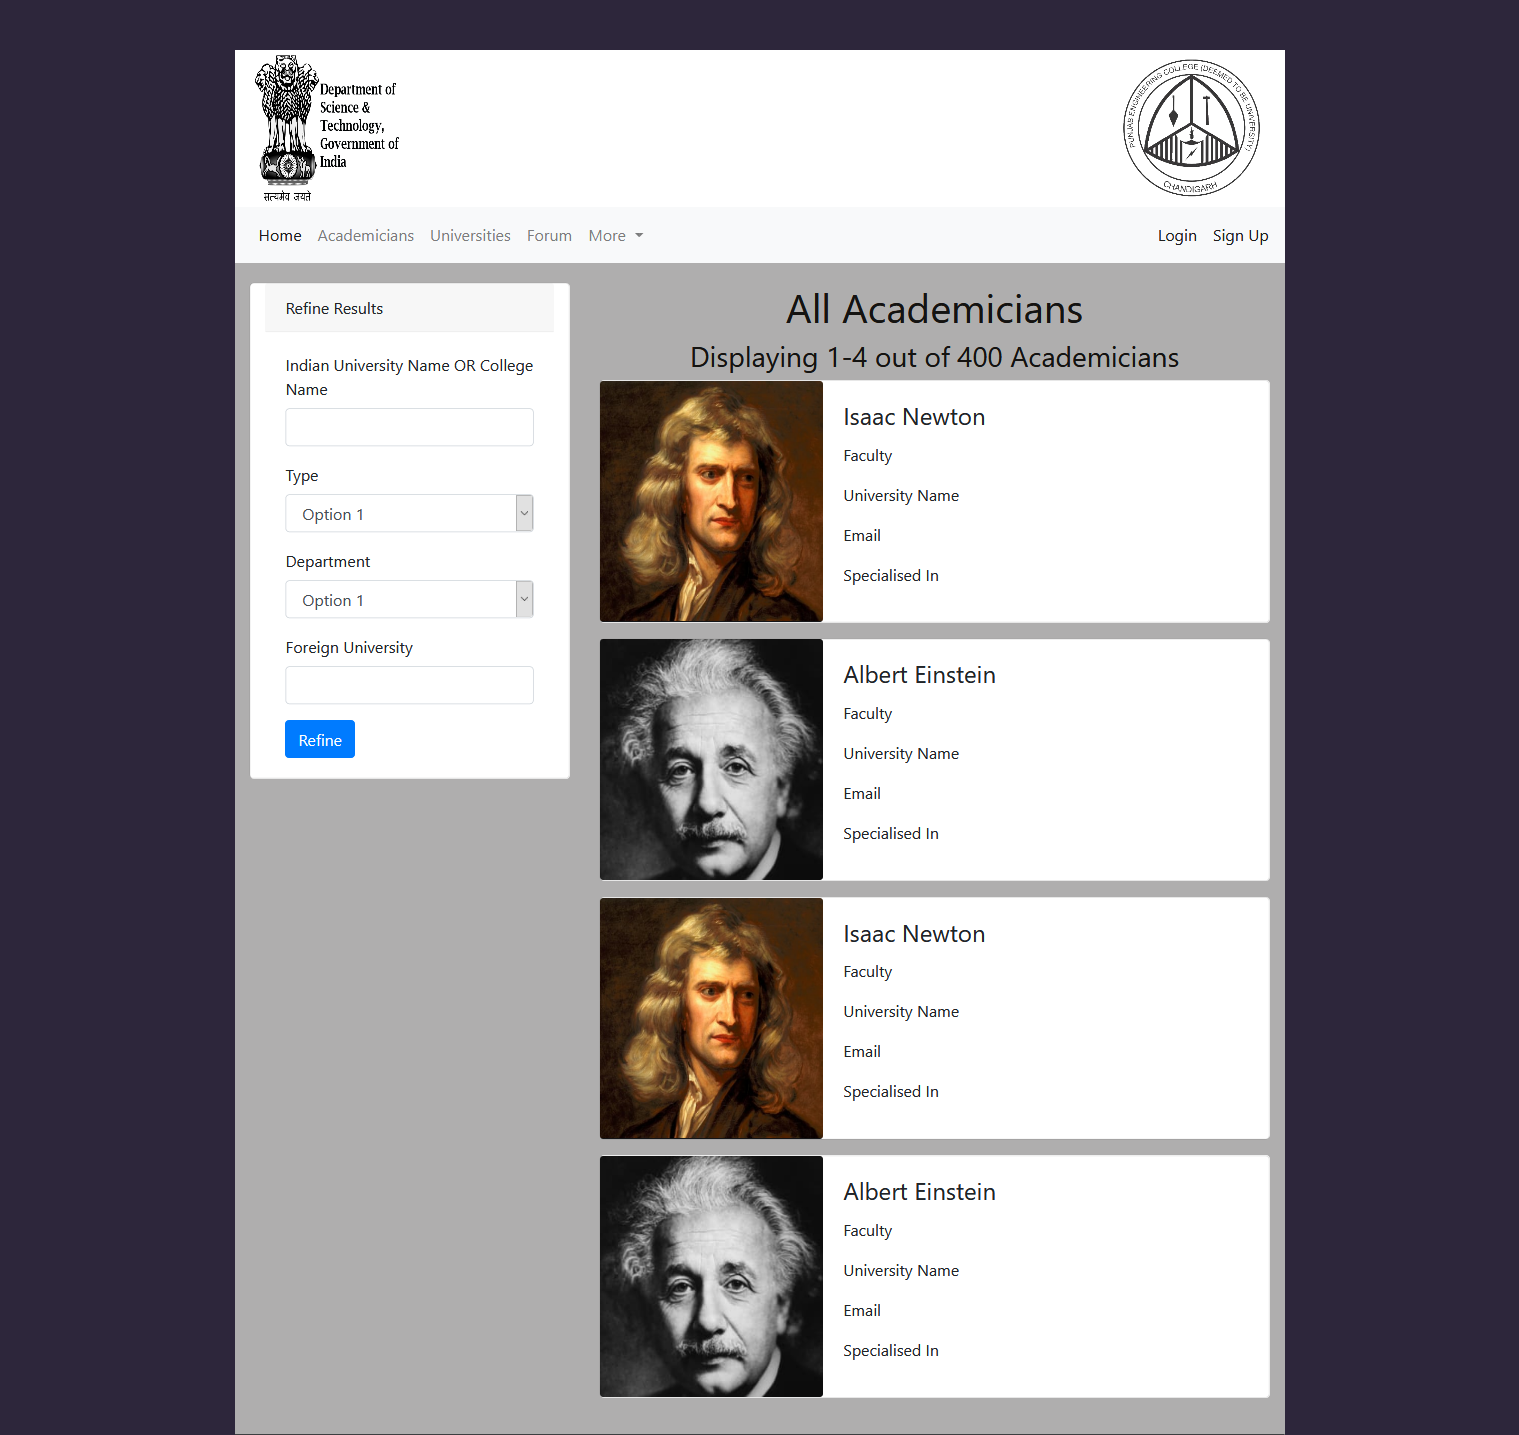 Department of
Science &
Technology,
Government of
India
सत्यमेव जयते
PUNJAB ENGINEERING COLLEGE (DEEMED TO BE UNIVERSITY)
CHANDIGARH
Home Academicians Universities Forum More Login Sign Up
Refine Results
Indian University Name OR College
Name
Type
Option 1
Department
Option 1
Foreign University
Refine
All Academicians
Displaying 1-4 out of 400 Academicians
Isaac Newton
Faculty
University Name
Email
Specialised In
Albert Einstein
Faculty
University Name
Email
Specialised In
Isaac Newton
Faculty
University Name
Email
Specialised In
Albert Einstein
Faculty
University Name
Email
Specialised In